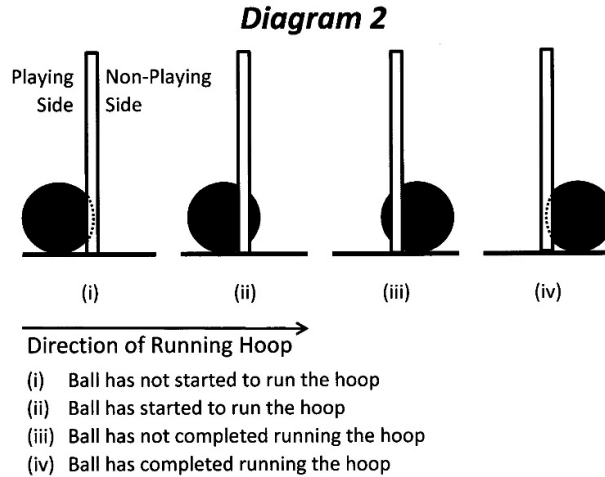 Diagram 2
Playing Non-Playing
Side Side
(i) (ii) (iii) (iv)
Direction of Running Hoop
(i) Ball has not started to run the hoop
(ii) Ball has started to run the hoop
(iii) Ball has not completed running the hoop
(iv) Ball has completed running the hoop